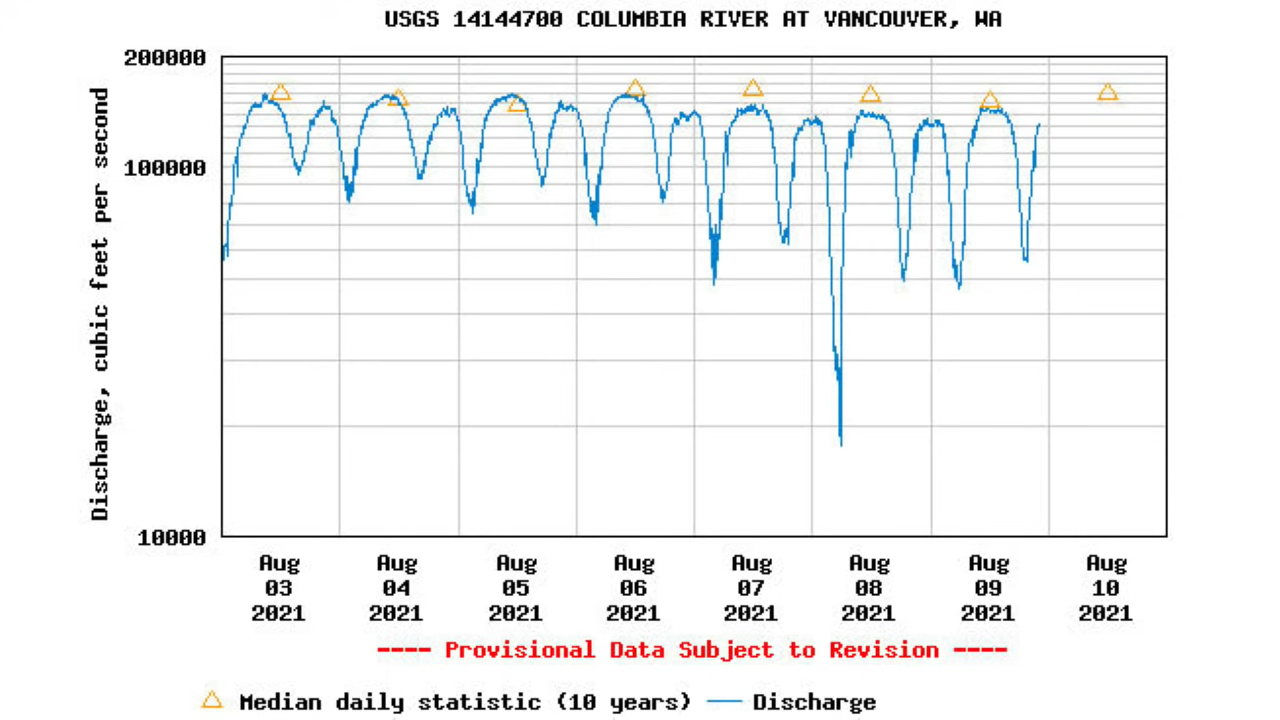 USGS 14144700 COLUMBIA RIVER AT VANCOUVER, WA
200000
100000
10000
Discharge, cubic feet per second
Aug 03 2021
Aug 04 2021
Aug 05 2021
Aug 06 2021
Aug 07 2021
Aug 08 2021
Aug 09 2021
Aug 10 2021
---- Provisional Data Subject to Revision ----
Median daily statistic (10 years)
Discharge